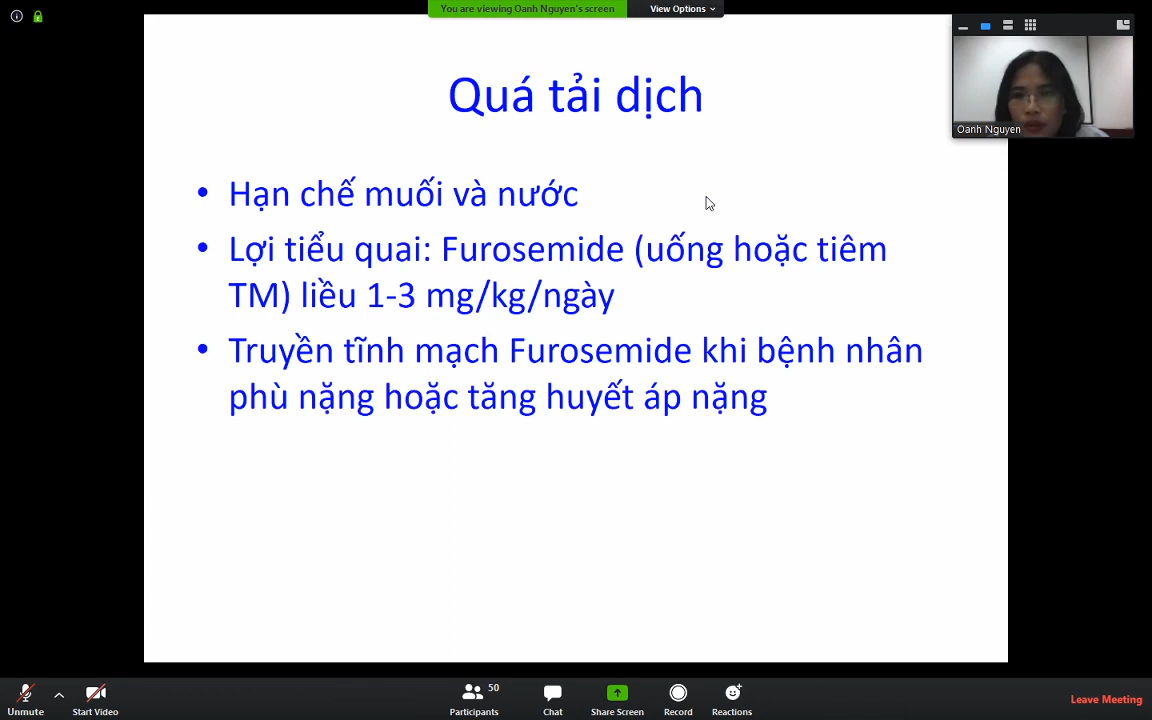 You are viewing Oanh Nguyen's screen
View Options
Quá tải dịch
Oanh Nguyen
• Hạn chế muối và nước
• Lợi tiểu quai: Furosemide (uống hoặc tiêm
TM) liều 1-3 mg/kg/ngày
• Truyền tĩnh mạch Furosemide khi bệnh nhân
phù nặng hoặc tăng huyết áp nặng
Unmute
Start Video
50
Participants
Chat
Share Screen
Record
Reactions
Leave Meeting